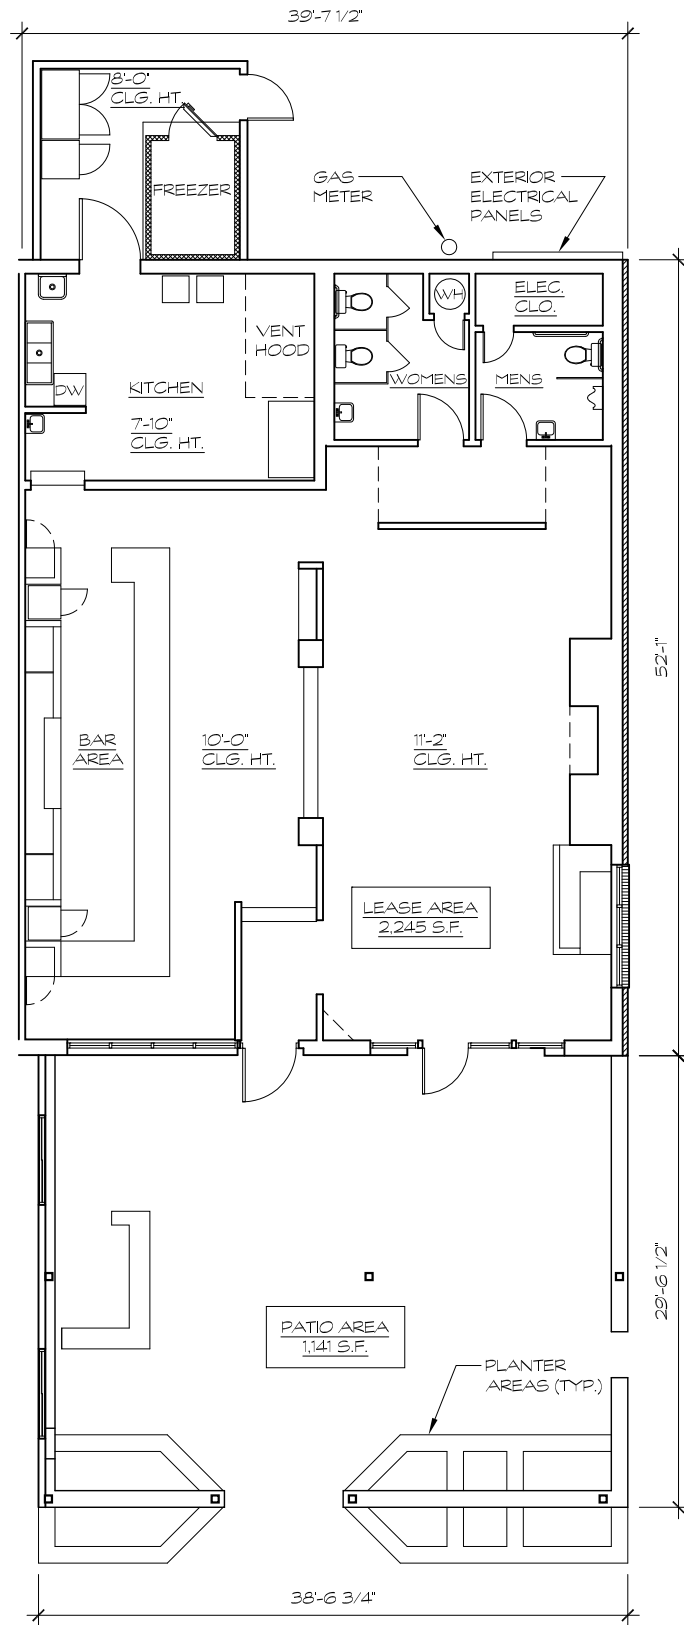 39'-7 1/2"
8'-0"
CLG. HT.
FREEZER
GAS
METER
EXTERIOR
ELECTRICAL
PANELS
WH
ELEC.
CLO.
VENT
HOOD
DW
KITCHEN
WOMENS
MENS
7'-10"
CLG. HT.
52'-1"
BAR
AREA
10'-0"
CLG. HT.
11'-2"
CLG. HT.
LEASE AREA
2,245 S.F.
29'-6 1/2"
PATIO AREA
1,141 S.F.
PLANTER
AREAS (TYP.)
38'-6 3/4"